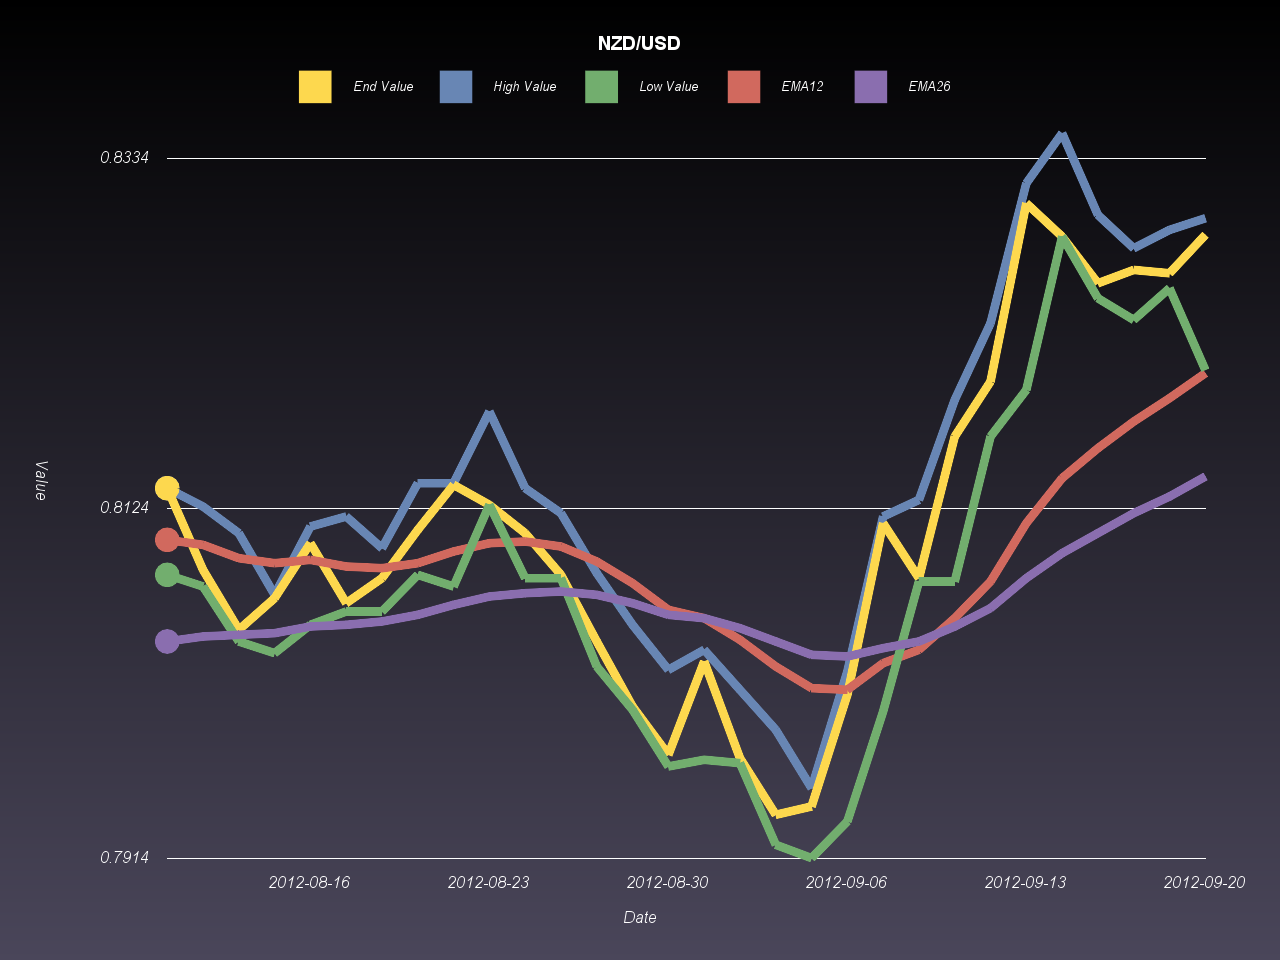 NZD/USD
End Value High Value Low Value EMA12 EMA26
0.8334
Value
0.8124
0.7914
2012-08-16 2012-08-23 2012-08-30 2012-09-06 2012-09-13 2012-09-20
Date